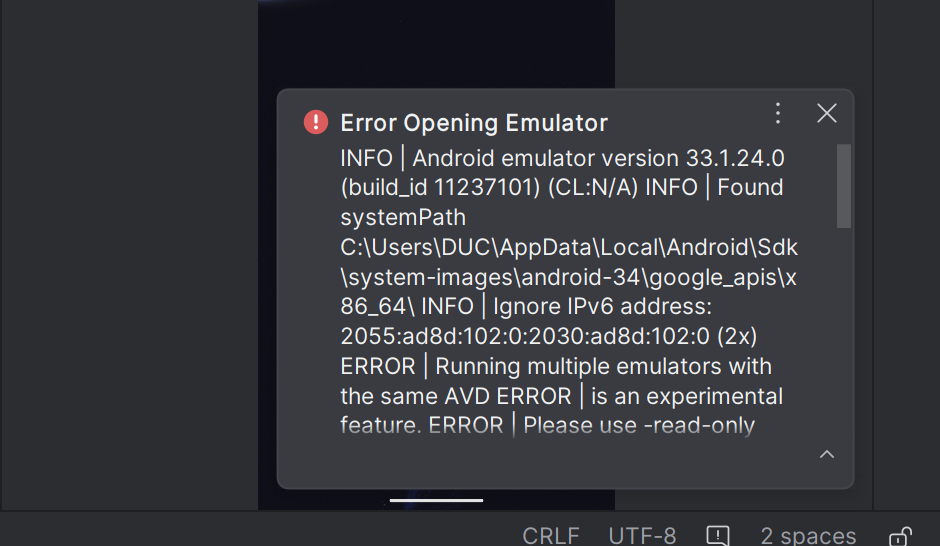 Error Opening Emulator
INFO | Android emulator version 33.1.24.0
(build_id 11237101) (CL:N/A) INFO | Found
systemPath
C:\Users\DUC\AppData\Local\Android\Sdk
\system-images\android-34\google_apis\x
86_64\ INFO | Ignore IPv6 address:
2055:ad8d:102:0:2030:ad8d:102:0 (2x)
ERROR | Running multiple emulators with
the same AVD ERROR | is an experimental
feature. ERROR | Please use -read-only
CRLF UTF-8 2 spaces